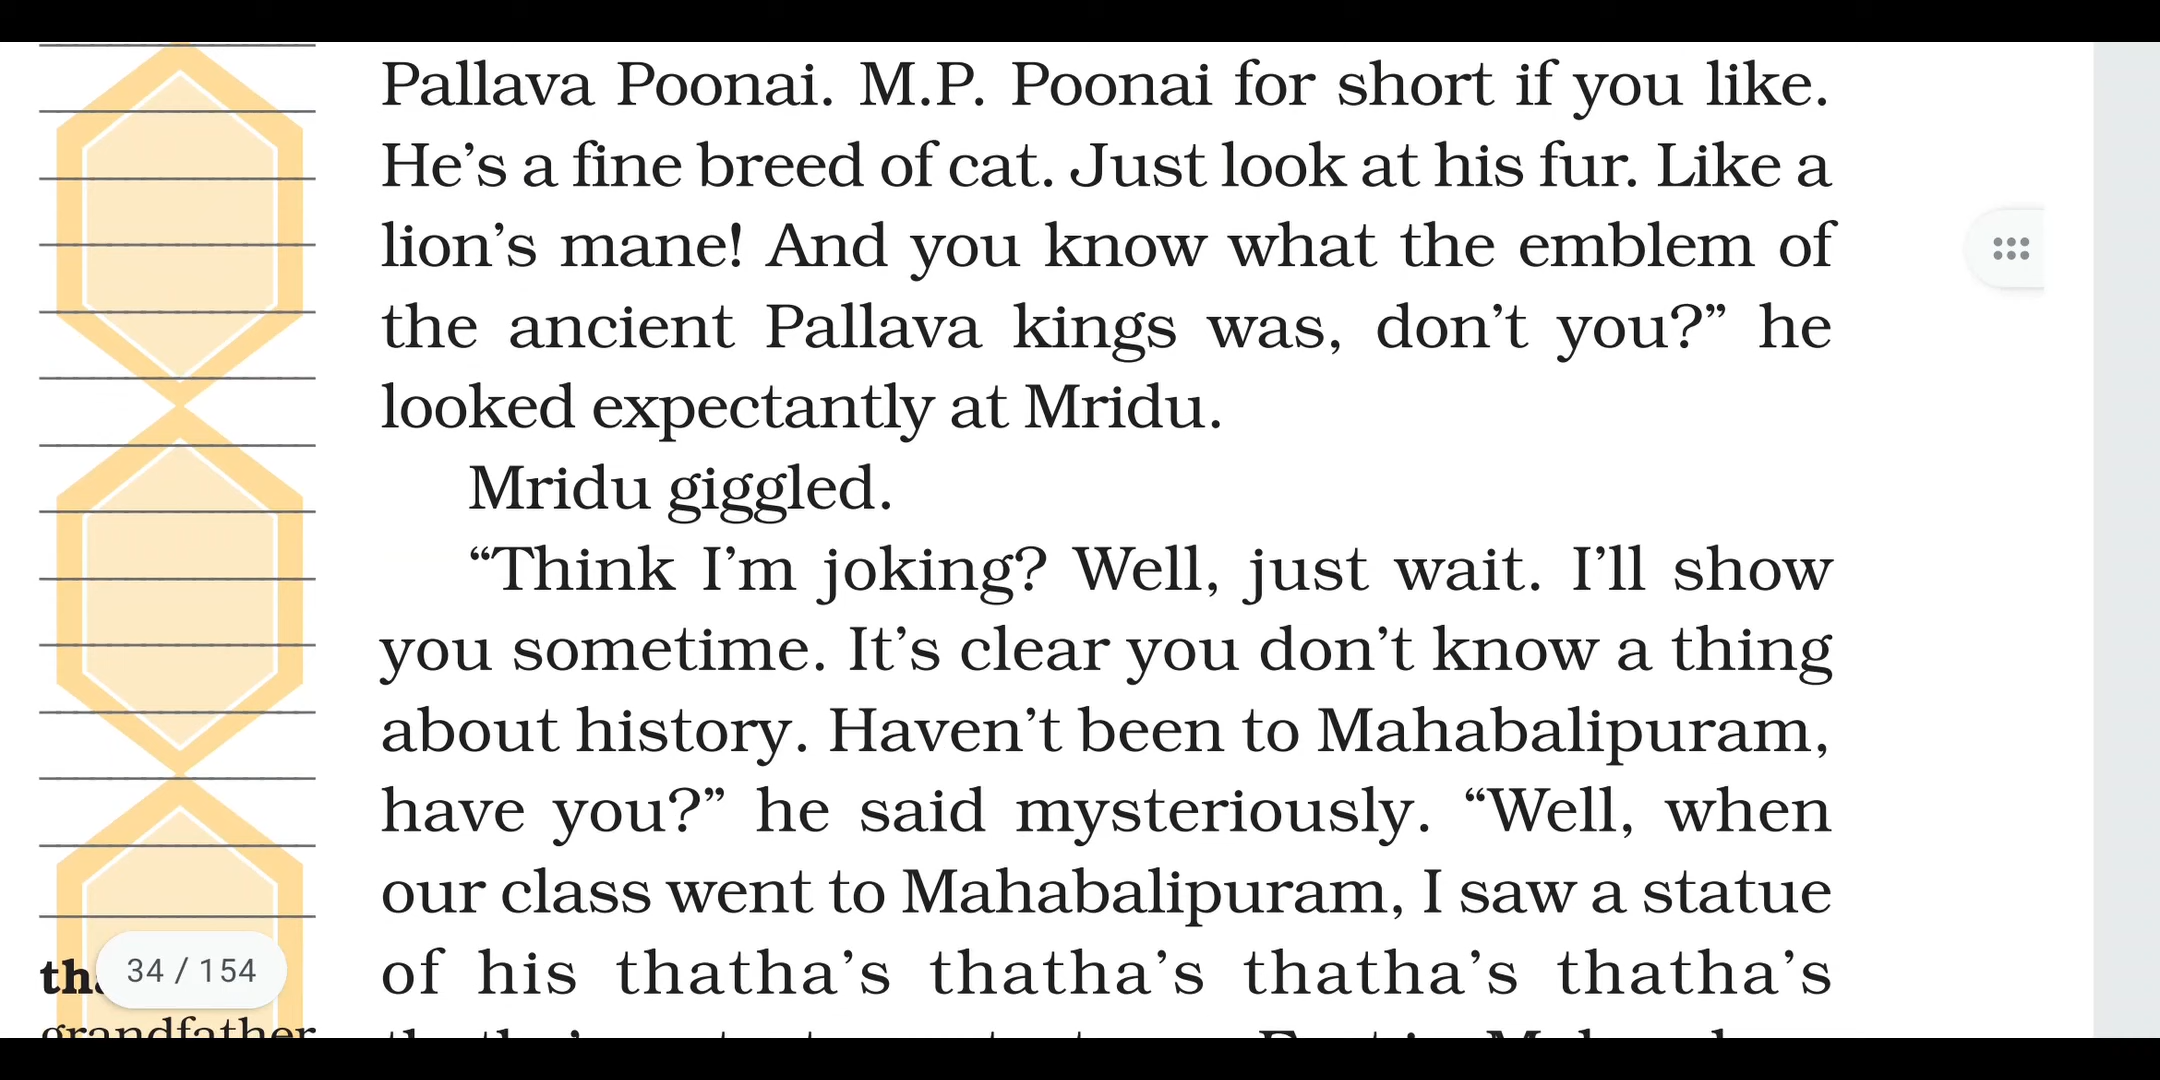 Pallava Poonai. M.P. Poonai for short if you like.
He’s a fine breed of cat. Just look at his fur. Like a
lion’s mane! And you know what the emblem of
the ancient Pallava kings was, don’t you?” he
looked expectantly at Mridu.
Mridu giggled.
“Think I’m joking? Well, just wait. I’ll show
you sometime. It’s clear you don’t know a thing
about history. Haven’t been to Mahabalipuram,
have you?” he said mysteriously. “Well, when
our class went to Mahabalipuram, I saw a statue
of his thatha’s thatha’s thatha’s thatha’s
34 / 154
grandfather